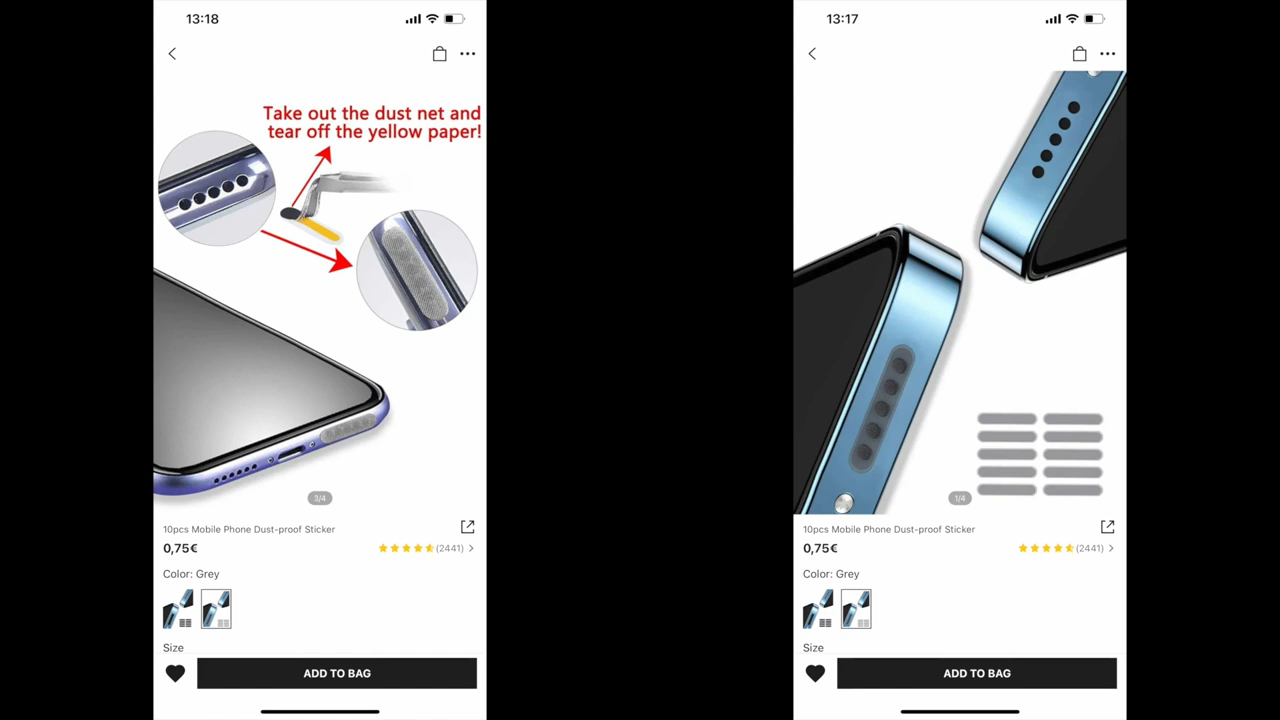 13:18
Take out the dust net and
tear off the yellow paper!
3/4
10pcs Mobile Phone Dust-proof Sticker
0,75€
(2441)
Color: Grey
Size
ADD TO BAG
13:17
1/4
10pcs Mobile Phone Dust-proof Sticker
0,75€
(2441)
Color: Grey
Size
ADD TO BAG